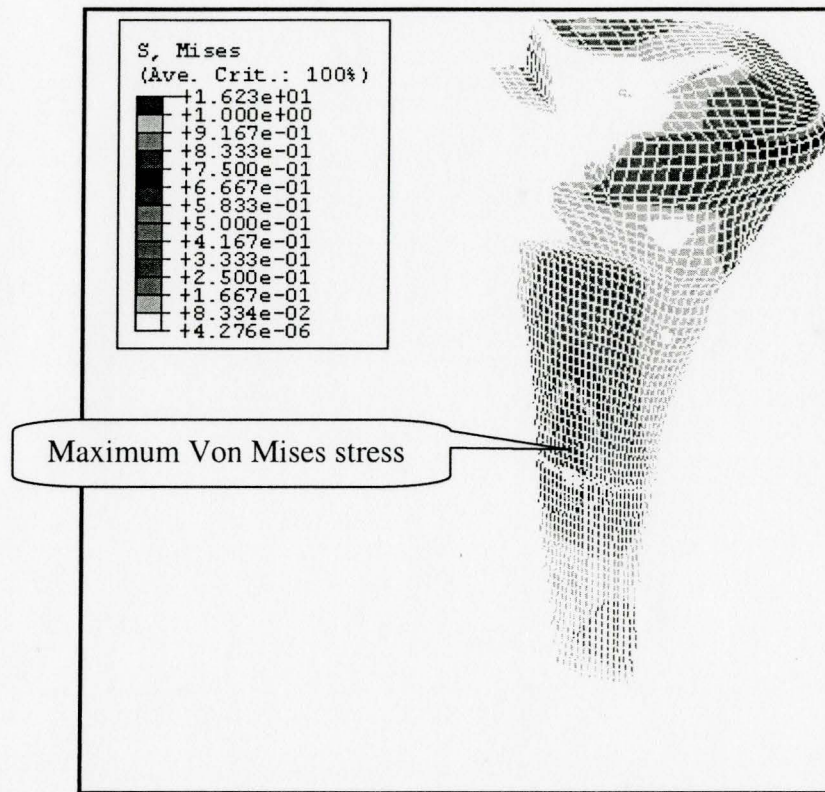 S, Mises
(Ave. Crit.: 100%)
+1.623e+01
+1.000e+00
+9.167e-01
+8.333e-01
+7.500e-01
+6.667e-01
+5.833e-01
+5.000e-01
+4.167e-01
+3.333e-01
+2.500e-01
+1.667e-01
+8.334e-02
+4.276e-06
Maximum Von Mises stress